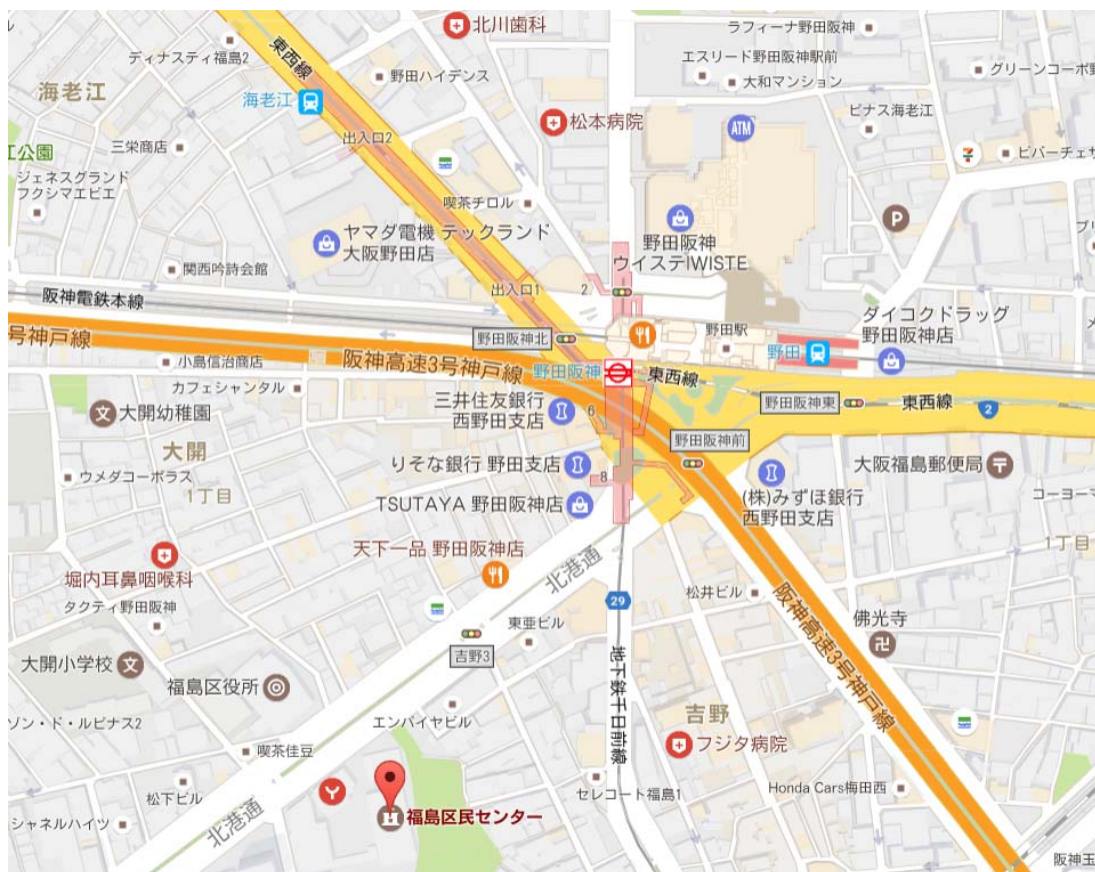 北川歯科
ラフィーナ野田阪神
東西線
ディナスティ福島2
野田ハイデンス
エスリード野田阪神駅前
大和マンション
グリーンコーポ野
海老江
海老江
ATM
ピナス海老江
松本病院
出入口2
三栄商店
江公園
ジェネスグランド
フクシマエビエ
7
ビバーチェザ
喫茶チロル
P
ヤマダ電機 テックランド
大阪野田店
野田阪神
ウイステ|WISTE
関西吟詩会館
出入口1
2
阪神電鉄本線
ダイコクドラッグ
野田阪神店
号神戸線
野田阪神北
野田駅
野田
小島信治商店
阪神高速3号神戸線
野田阪神
東西線
カフェシャンタル
三井住友銀行
西野田支店
6
野田阪神東
東西線
2
大開幼稚園
大開
野田阪神前
ウメダコーポラス
1丁目
りそな銀行 野田支店
8
大阪福島郵便局
TSUTAYA 野田阪神店
(株)みずほ銀行
西野田支店
コーヨーマ
1丁目
天下一品 野田阪神店
北港通
堀内耳鼻咽喉科
タクティ野田阪神
29
松井ビル
阪神高速3号神戸線
佛光寺
東亜ビル
吉野3
大開小学校
福島区役所
地下鉄千日前線
ゾン・ド・ルピナス2
エンパイヤビル
吉野
喫茶佳豆
フジタ病院
松下ビル
セレコート福島1
Honda Cars梅田西
福島区民センター
シャネルハイツ
北港通
阪神玉